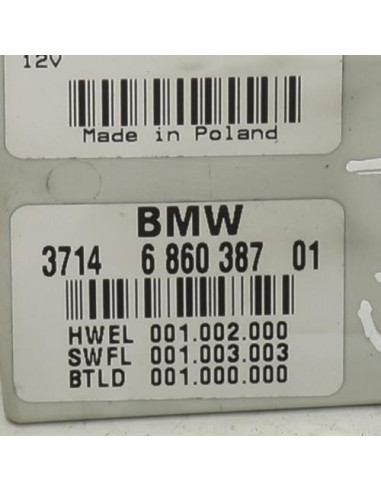 12V
Made in Poland
BMW
3714 6 860 387 01
HWEL 001.002.000
SWFL 001.003.003
BTLD 001.000.000